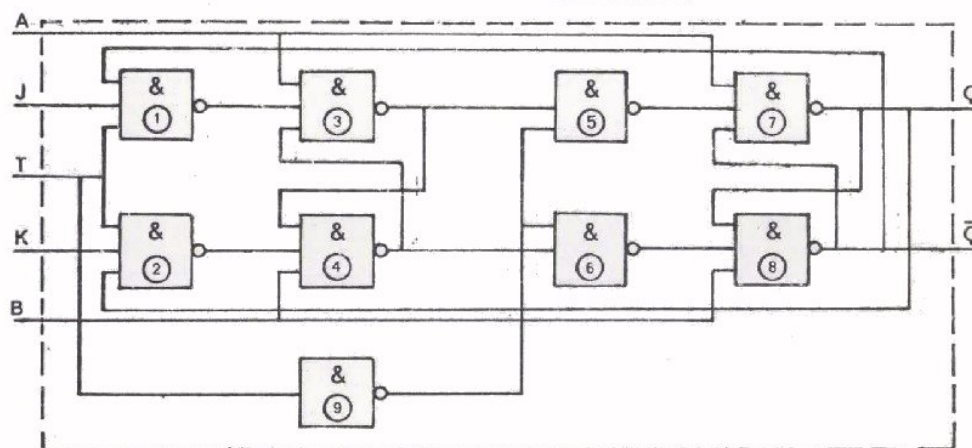 A
& & & &
J ① ③ ⑤ ⑦ Q
T
& & & &
K ② ④ ⑥ ⑧ Q̅
B
&
⑨